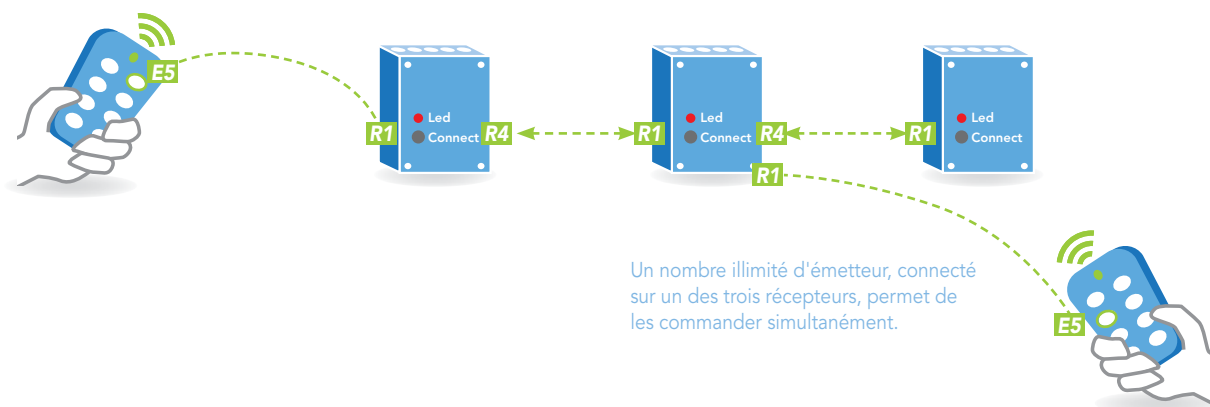 E5
Led
Led
Led
R1
Connect
R4
R1
Connect
R4
R1
Connect
R1
Un nombre illimité d'émetteur, connecté
sur un des trois récepteurs, permet de
les commander simultanément.
E5